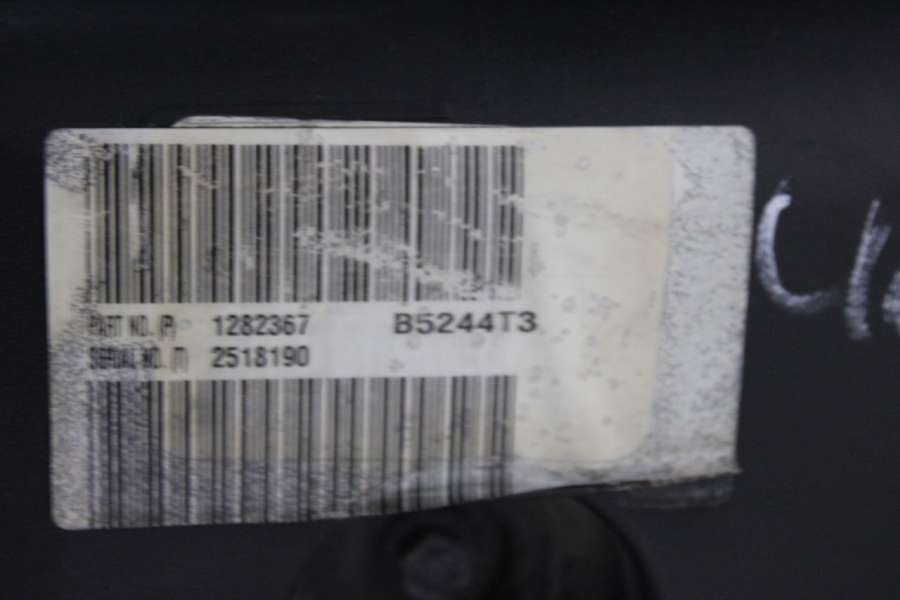 PART NO. (P) 1282367 B5244T3
SERIAL NO. (T) 2518190